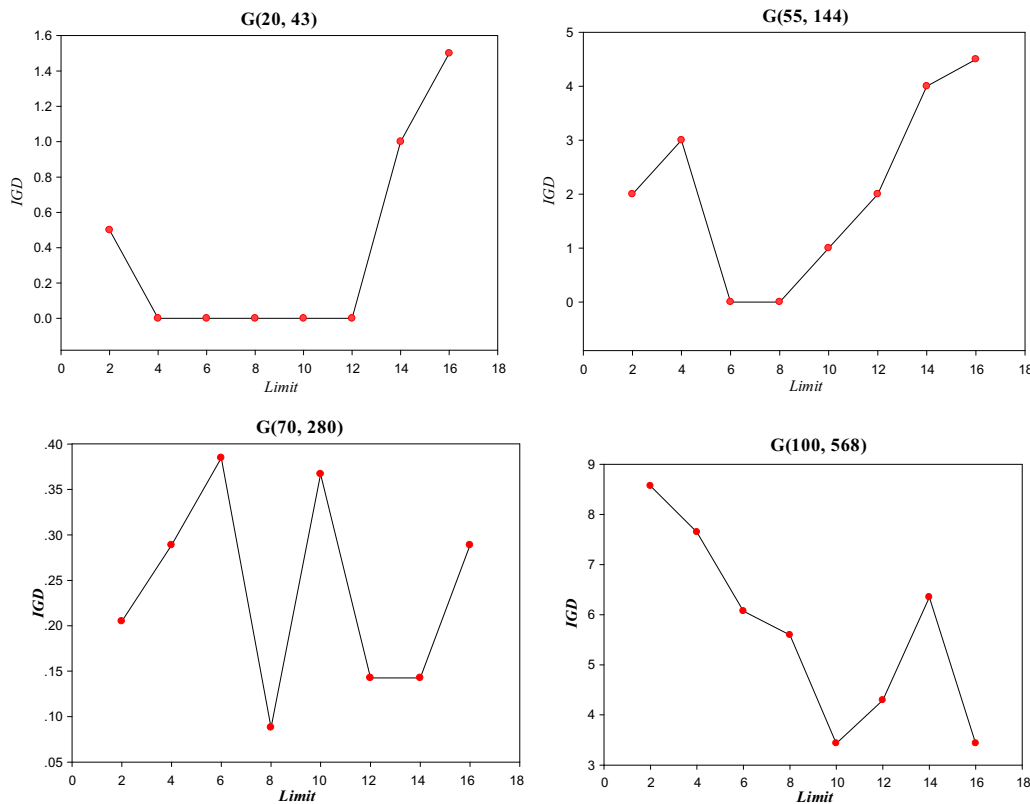 G(20, 43)
1.6
1.4
1.2
1.0
0.8
0.6
0.4
0.2
0.0
IGD
0 2 4 6 8 10 12 14 16 18
Limit
G(55, 144)
5
4
3
2
1
0
IGD
0 2 4 6 8 10 12 14 16 18
Limit
G(70, 280)
.40
.35
.30
.25
.20
.15
.10
.05
IGD
0 2 4 6 8 10 12 14 16 18
Limit
G(100, 568)
9
8
7
6
5
4
3
IGD
0 2 4 6 8 10 12 14 16 18
Limit